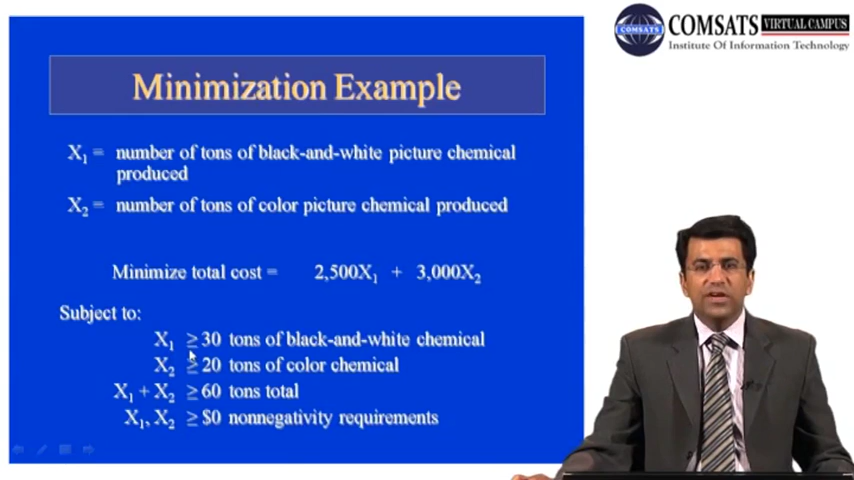 COMSATS VIRTUAL CAMPUS
COMSATS
Institute Of Information Technology
Minimization Example
X₁ = number of tons of black-and-white picture chemical
produced
X₂ = number of tons of color picture chemical produced
Minimize total cost = 2,500X₁ + 3,000X₂
Subject to:
X₁ ≥ 30 tons of black-and-white chemical
X₂ ≥ 20 tons of color chemical
X₁ + X₂ ≥ 60 tons total
X₁, X₂ ≥ $0 nonnegativity requirements